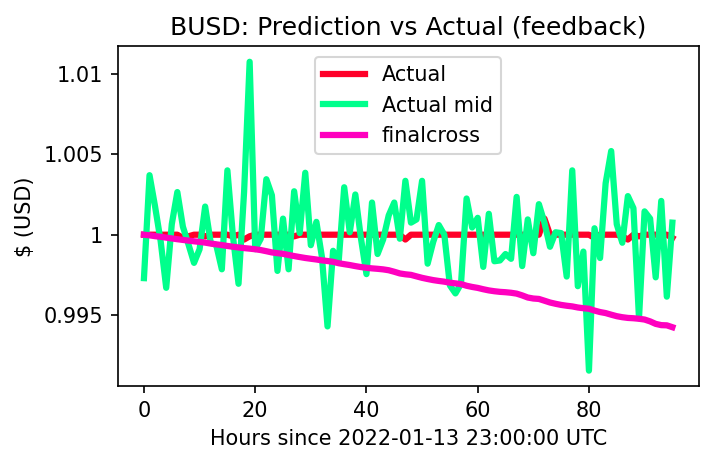 BUSD: Prediction vs Actual (feedback)
$ (USD)
1.01
1.005
1
0.995
Actual
Actual mid
finalcross
0 20 40 60 80
Hours since 2022-01-13 23:00:00 UTC